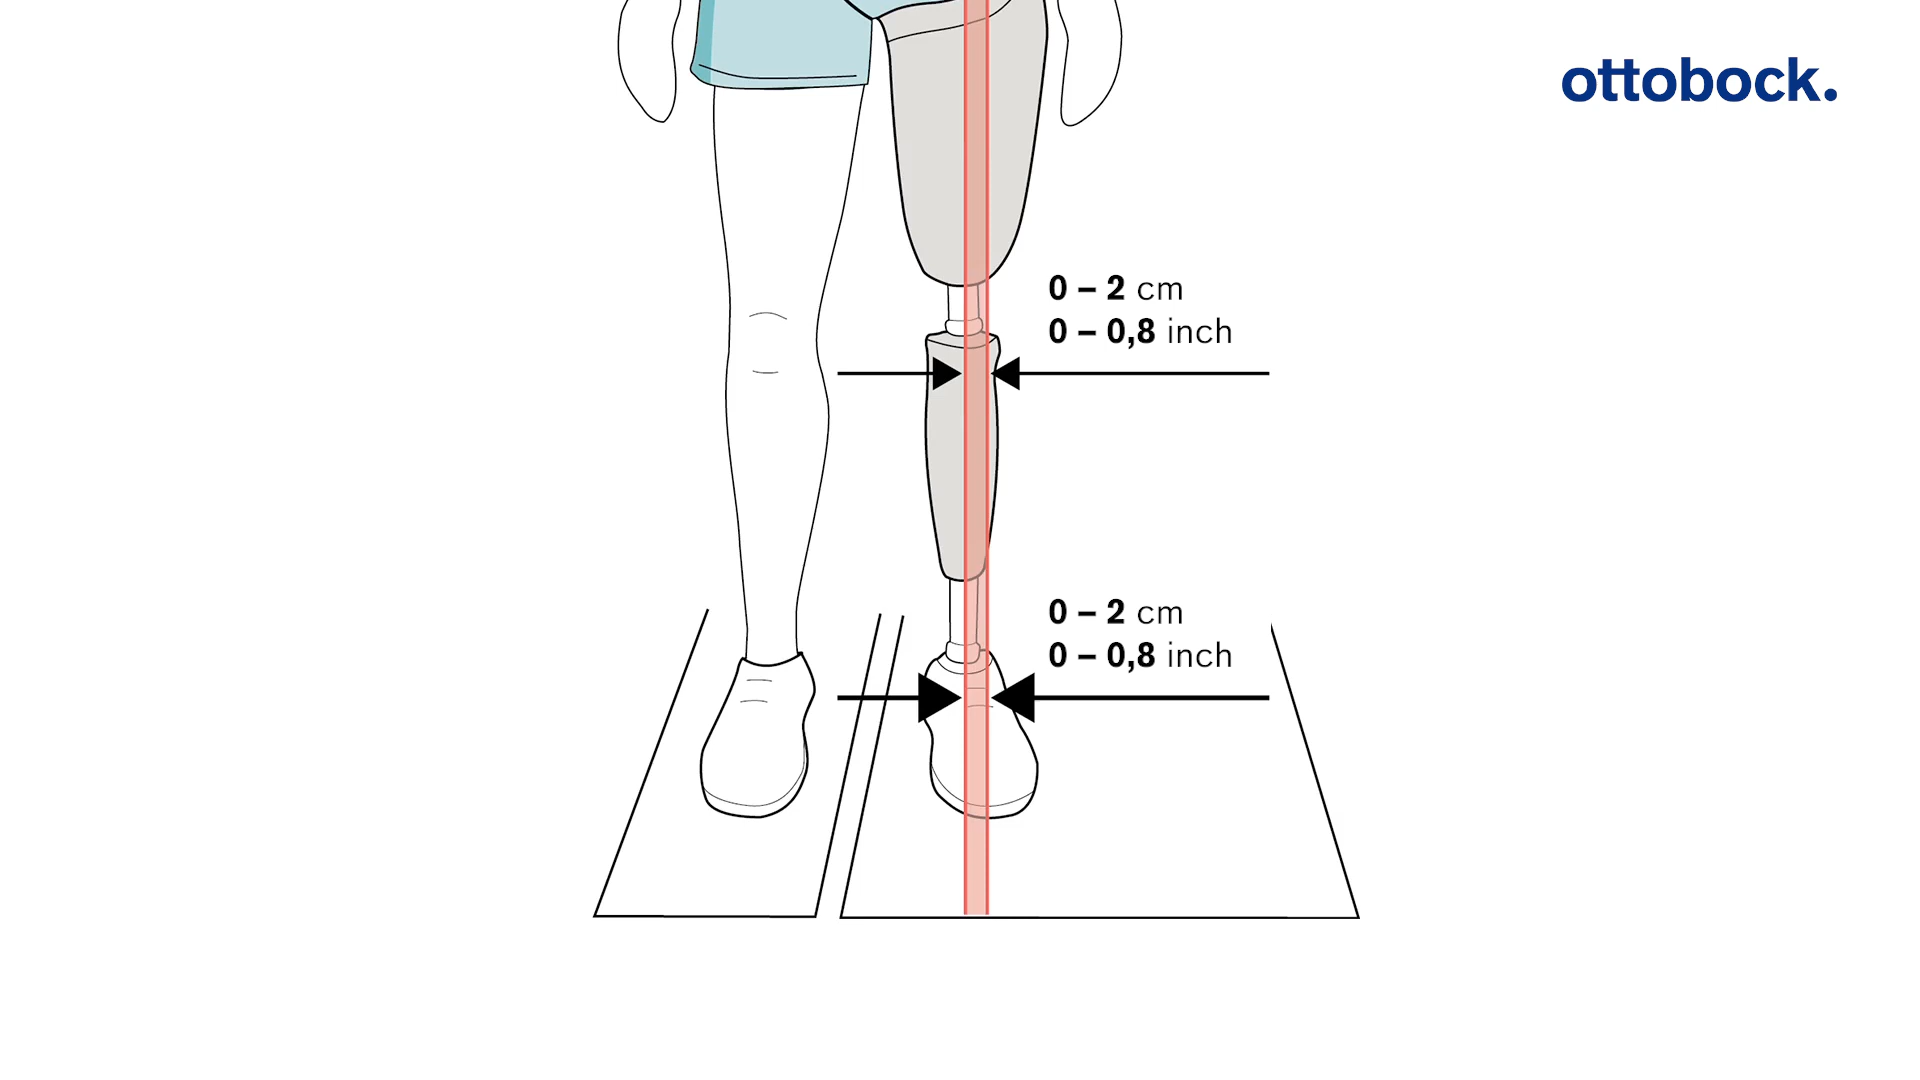 ottobock.
0 – 2 cm
0 – 0,8 inch
0 – 2 cm
0 – 0,8 inch